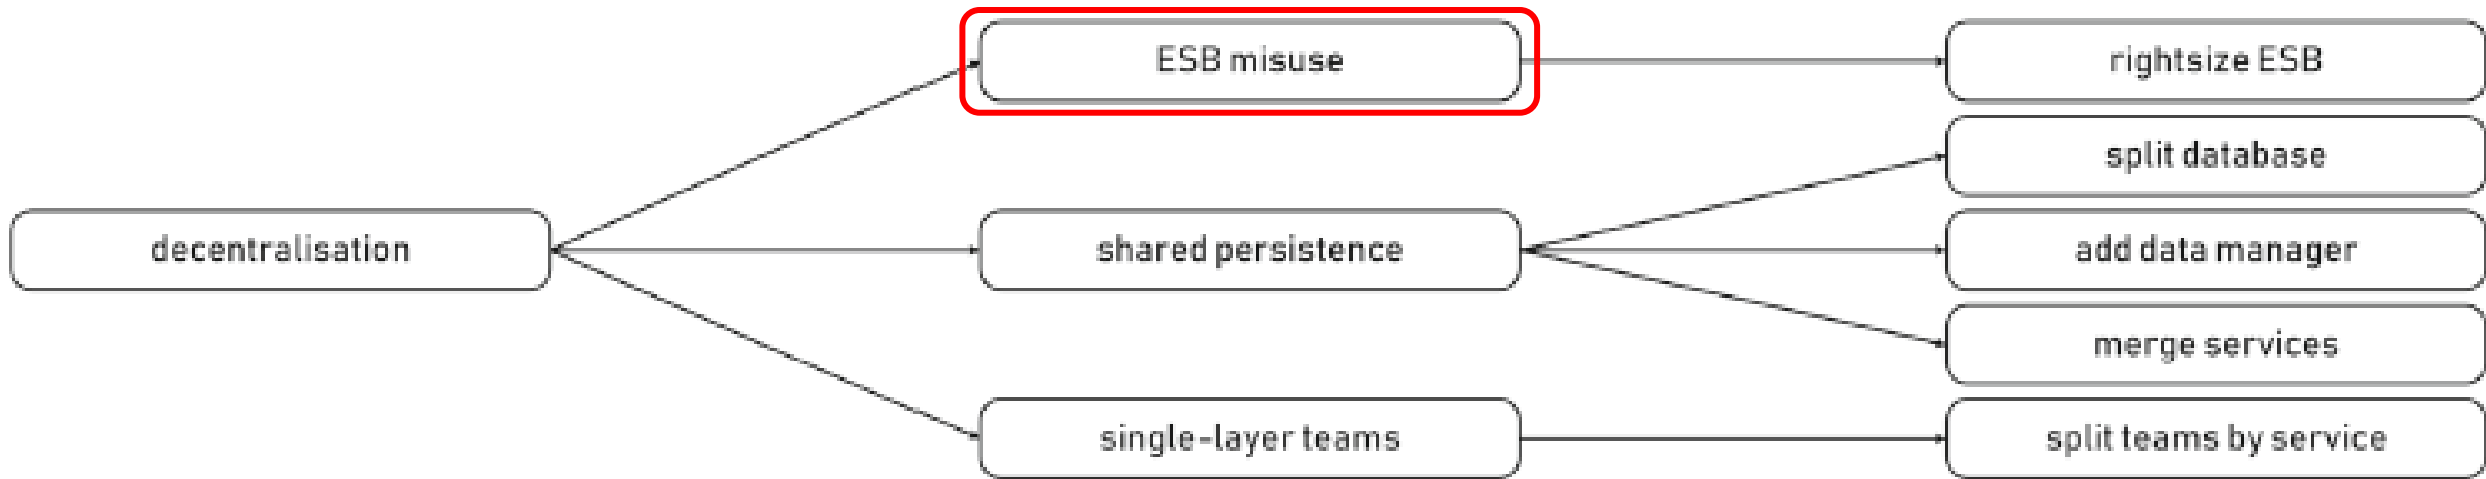 ESB misuse
rightsize ESB
split database
decentralisation
shared persistence
add data manager
merge services
single-layer teams
split teams by service